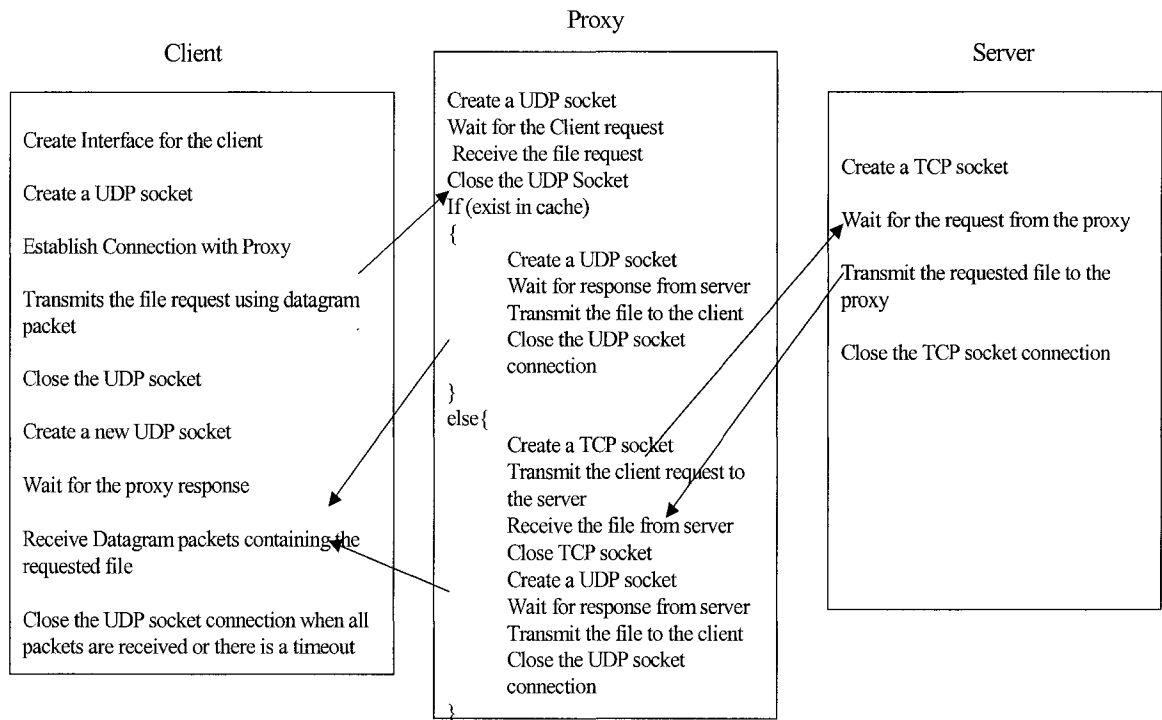 Client
Create Interface for the client
Create a UDP socket
Establish Connection with Proxy
Transmits the file request using datagram
packet
Close the UDP socket
Create a new UDP socket
Wait for the proxy response
Receive Datagram packets containing the
requested file
Close the UDP socket connection when all
packets are received or there is a timeout
Proxy
Create a UDP socket
Wait for the Client request
Receive the file request
Close the UDP Socket
If (exist in cache)
{
Create a UDP socket
Wait for response from server
Transmit the file to the client
Close the UDP socket
connection
}
else{
Create a TCP socket
Transmit the client request to
the server
Receive the file from server
Close TCP socket
Create a UDP socket
Wait for response from server
Transmit the file to the client
Close the UDP socket
connection
}
Server
Create a TCP socket
Wait for the request from the proxy
Transmit the requested file to the
proxy
Close the TCP socket connection